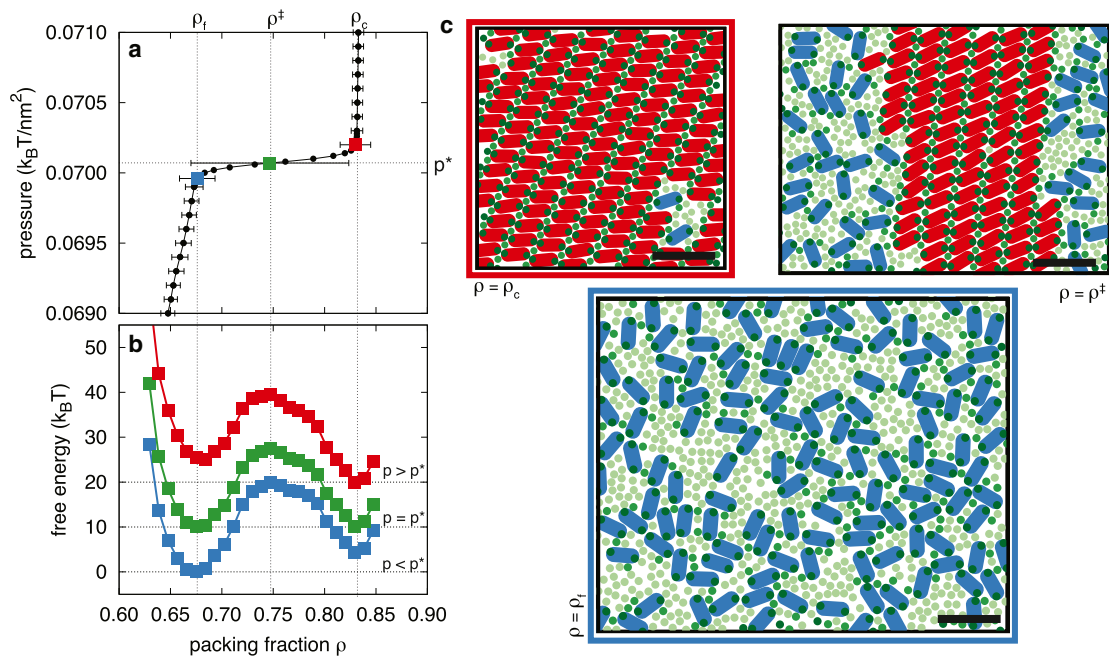 ρf ρ‡ ρc
a
0.0710
0.0705
0.0700
0.0695
0.0690
pressure (kBT/nm²)
p*
b
50
40
30
20
10
0
free energy (kBT)
p > p*
p = p*
p < p*
0.60 0.65 0.70 0.75 0.80 0.85 0.90
packing fraction ρ
c
ρ = ρc
ρ = ρ‡
ρ = ρf